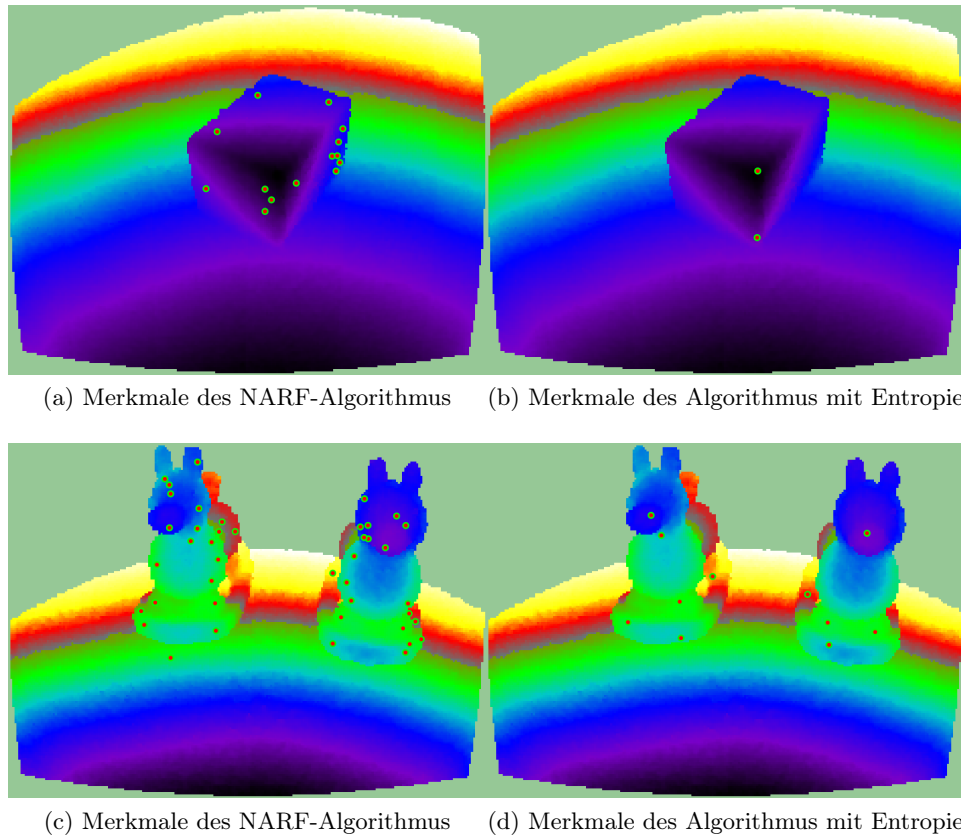 (a) Merkmale des NARF-Algorithmus
(b) Merkmale des Algorithmus mit Entropie
(c) Merkmale des NARF-Algorithmus
(d) Merkmale des Algorithmus mit Entropie